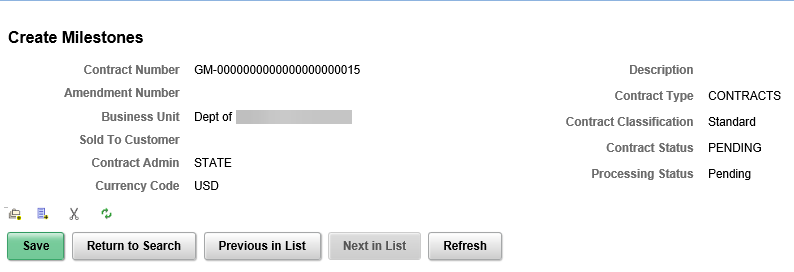 Create Milestones
Contract Number GM-0000000000000000000015
Amendment Number
Business Unit Dept of
Sold To Customer
Contract Admin STATE
Currency Code USD
Description
Contract Type CONTRACTS
Contract Classification Standard
Contract Status PENDING
Processing Status Pending
Save Return to Search Previous in List Next in List Refresh